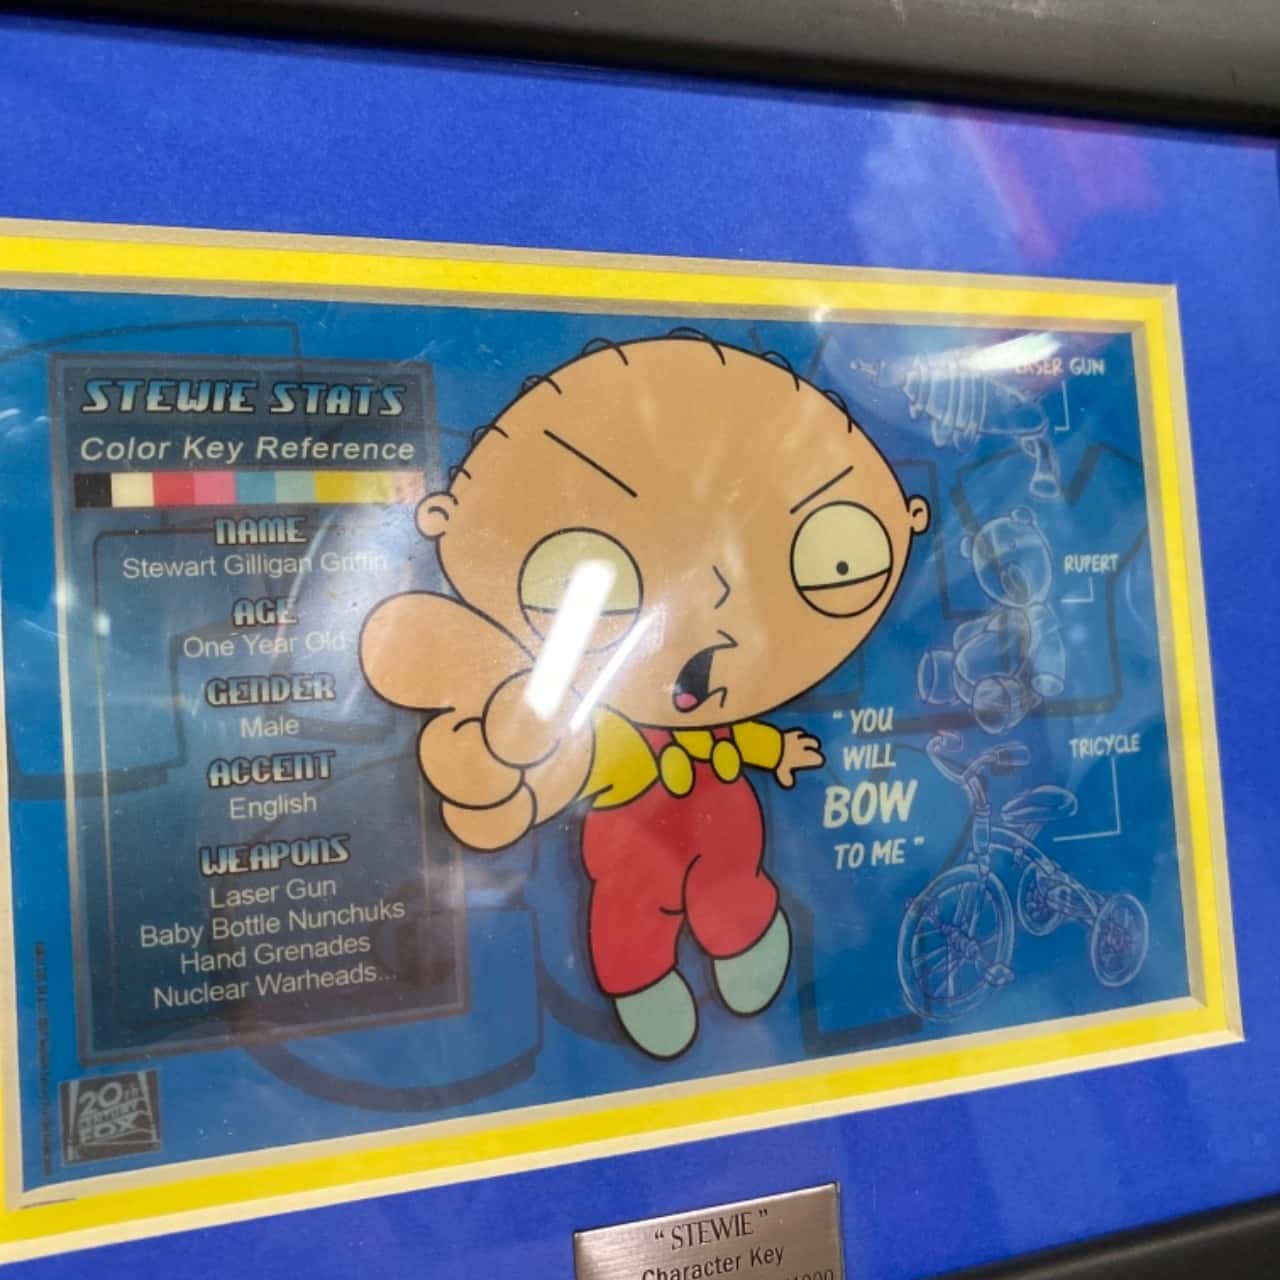 STEWIE STATS
Color Key Reference
NAME
Stewart Gilligan Griffin
AGE
One Year Old
GENDER
Male
ACCENT
English
WEAPONS
Laser Gun
Baby Bottle Nunchuks
Hand Grenades
Nuclear Warheads...
20th
CENTURY
FOX
LASER GUN
RUPERT
TRICYCLE
"YOU
WILL
BOW
TO ME"
"STEWIE"
Character Key